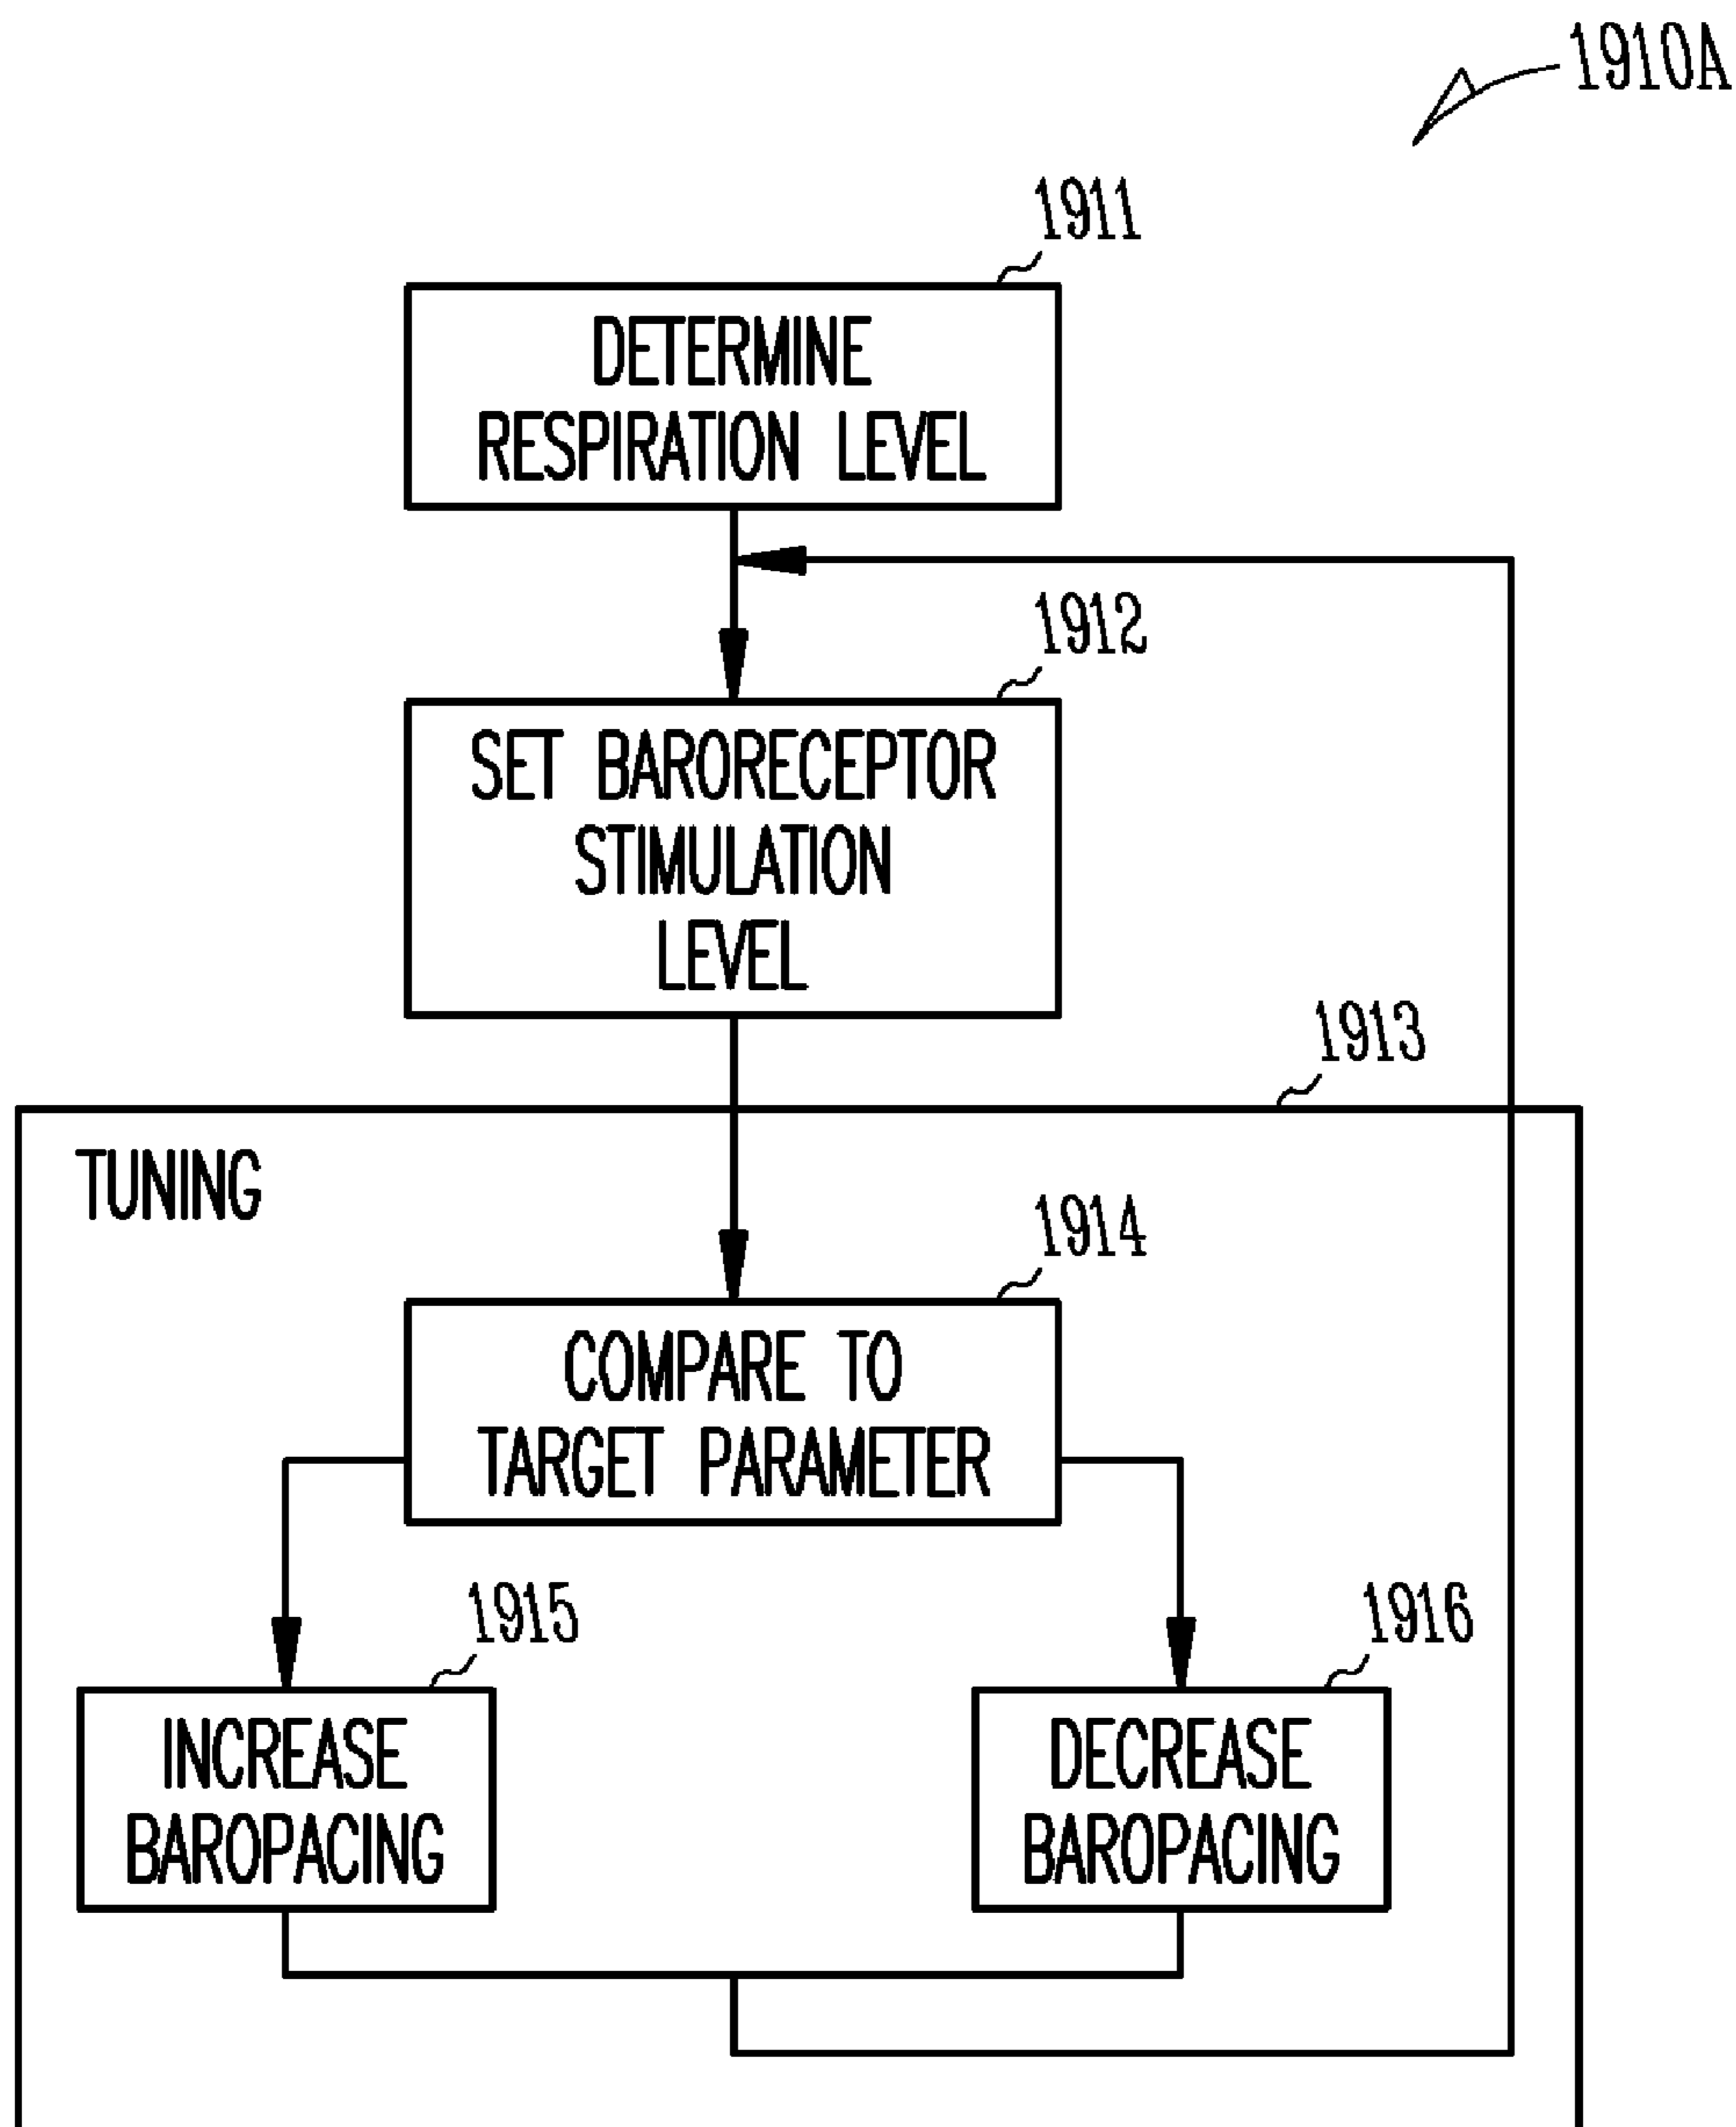 1910A
1911
DETERMINE
RESPIRATION LEVEL
1912
SET BARORECEPTOR
STIMULATION
LEVEL
1913
TUNING
1914
COMPARE TO
TARGET PARAMETER
1915
INCREASE
BAROPACING
1916
DECREASE
BAROPACING